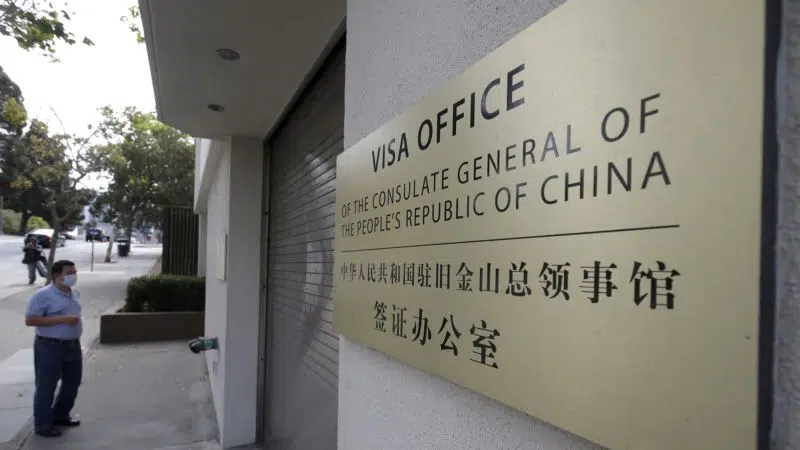 VISA OFFICE
OF THE CONSULATE GENERAL OF
THE PEOPLE'S REPUBLIC OF CHINA
中华人民共和国驻旧金山总领事馆
签证办公室